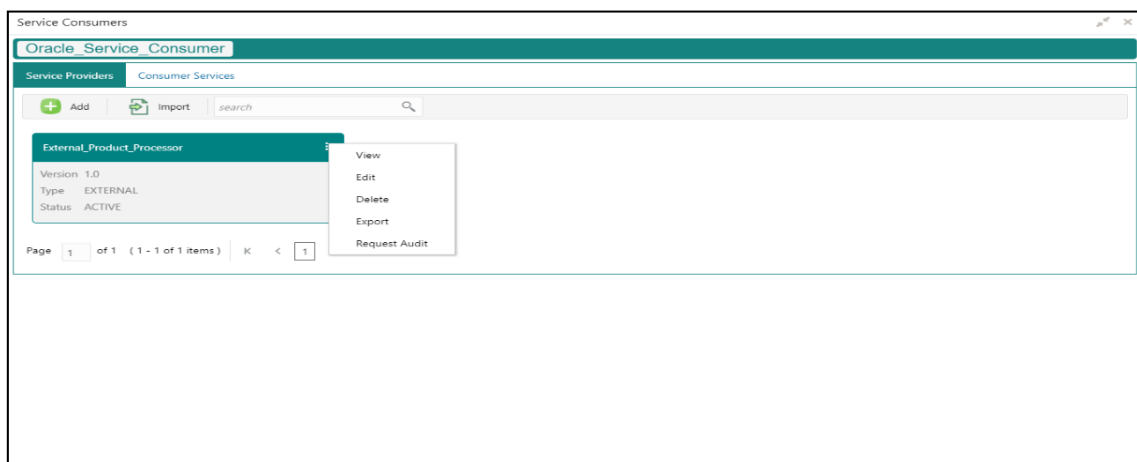 Service Consumers
Oracle_Service_Consumer
Service Providers Consumer Services
Add Import search
External_Product_Processor
Version 1.0
Type EXTERNAL
Status ACTIVE
View
Edit
Delete
Export
Request Audit
Page 1 of 1 ( 1 - 1 of 1 items ) K < 1